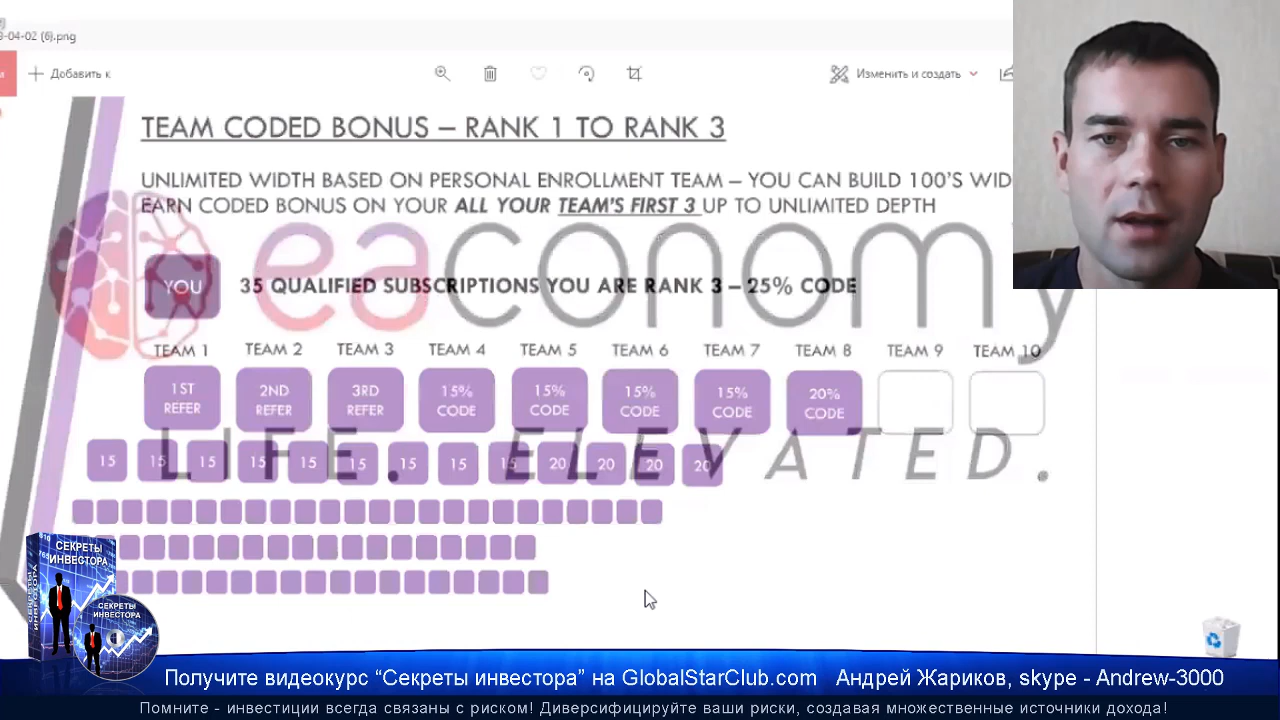 -04-02 (6).png
Добавить к
Изменить и создать
TEAM CODED BONUS – RANK 1 TO RANK 3
UNLIMITED WIDTH BASED ON PERSONAL ENROLLMENT TEAM – YOU CAN BUILD 100'S WID
EARN CODED BONUS ON YOUR ALL YOUR TEAM'S FIRST 3 UP TO UNLIMITED DEPTH
eaconomy
YOU
35 QUALIFIED SUBSCRIPTIONS YOU ARE RANK 3 – 25% CODE
TEAM 1 TEAM 2 TEAM 3 TEAM 4 TEAM 5 TEAM 6 TEAM 7 TEAM 8 TEAM 9 TEAM 10
1ST 2ND 3RD 15% 15% 15% 15% 20%
REFER REFER REFER CODE CODE CODE CODE CODE
LIFE. ELEVATED.
15 15 15 15 15 15 15 15 15 20 20 20 20
СЕКРЕТЫ
ИНВЕСТОРА
СЕКРЕТЫ ИНВЕСТОРА
СЕКРЕТЫ
ИНВЕСТОРА
Получите видеокурс “Секреты инвестора” на GlobalStarClub.com Андрей Жариков, skype - Andrew-3000
Помните - инвестиции всегда связаны с риском! Диверсифицируйте ваши риски, создавая множественные источники дохода!